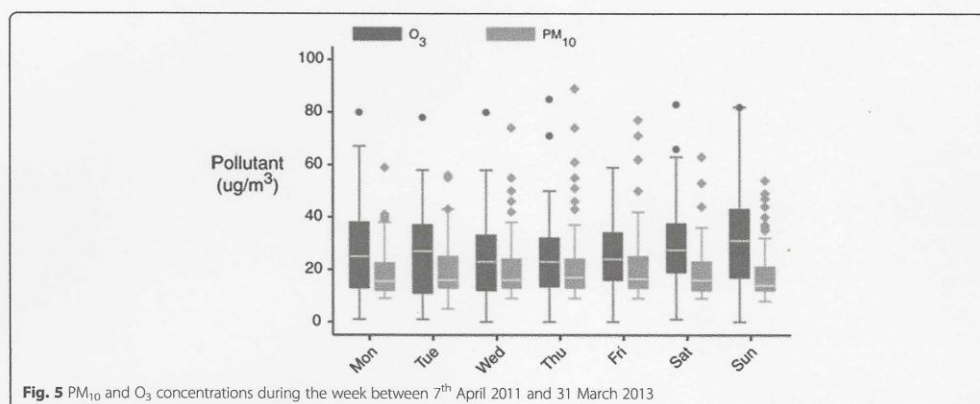 O3 PM10
100
80
60
40
20
0
Pollutant
(ug/m3)
Mon Tue Wed Thu Fri Sat Sun
Fig. 5 PM10 and O3 concentrations during the week between 7th April 2011 and 31 March 2013